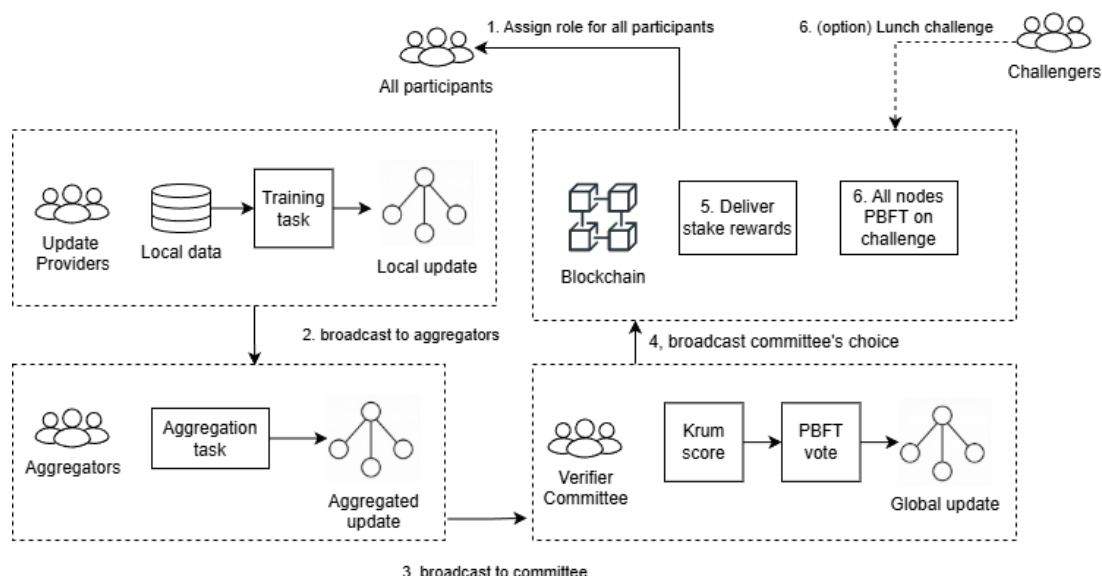 1. Assign role for all participants
6. (option) Lunch challenge
All participants
Challengers
Update
Providers
Local data
Training
task
Local update
Blockchain
5. Deliver
stake rewards
6. All nodes
PBFT on
challenge
2. broadcast to aggregators
4, broadcast committee's choice
Aggregators
Aggregation
task
Aggregated
update
Verifier
Committee
Krum
score
PBFT
vote
Global update
3. broadcast to committee